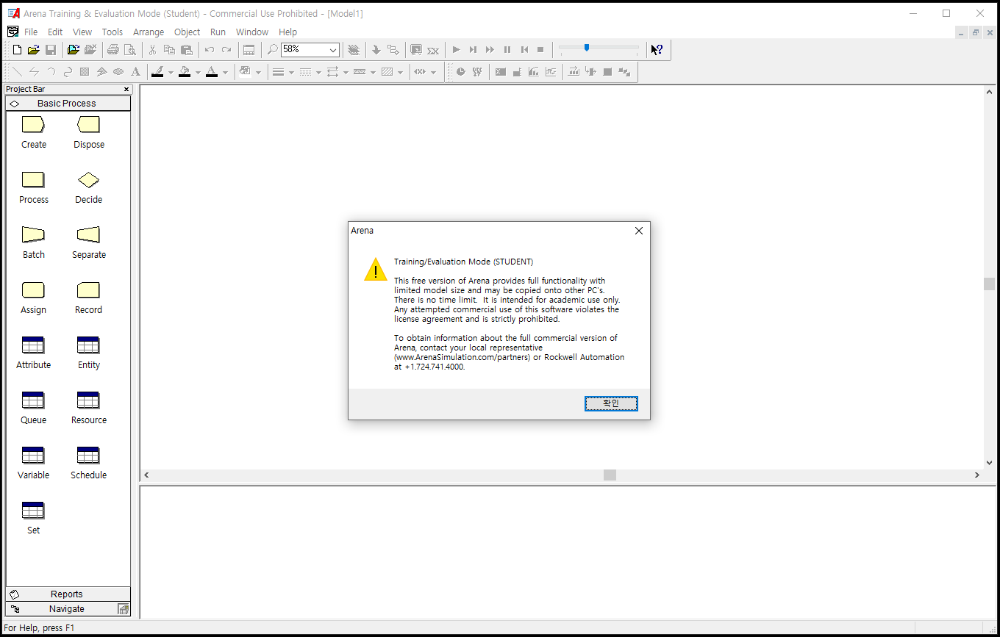 Arena Training & Evaluation Mode (Student) - Commercial Use Prohibited - [Model1]
File Edit View Tools Arrange Object Run Window Help
58%
Project Bar
Basic Process
Create Dispose
Process Decide
Batch Separate
Assign Record
Attribute Entity
Queue Resource
Variable Schedule
Set
Reports
Navigate
Arena
Training/Evaluation Mode (STUDENT)
This free version of Arena provides full functionality with
limited model size and may be copied onto other PC's.
There is no time limit. It is intended for academic use only.
Any attempted commercial use of this software violates the
license agreement and is strictly prohibited.
To obtain information about the full commercial version of
Arena, contact your local representative
(www.ArenaSimulation.com/partners) or Rockwell Automation
at +1.724.741.4000.
확인
For Help, press F1